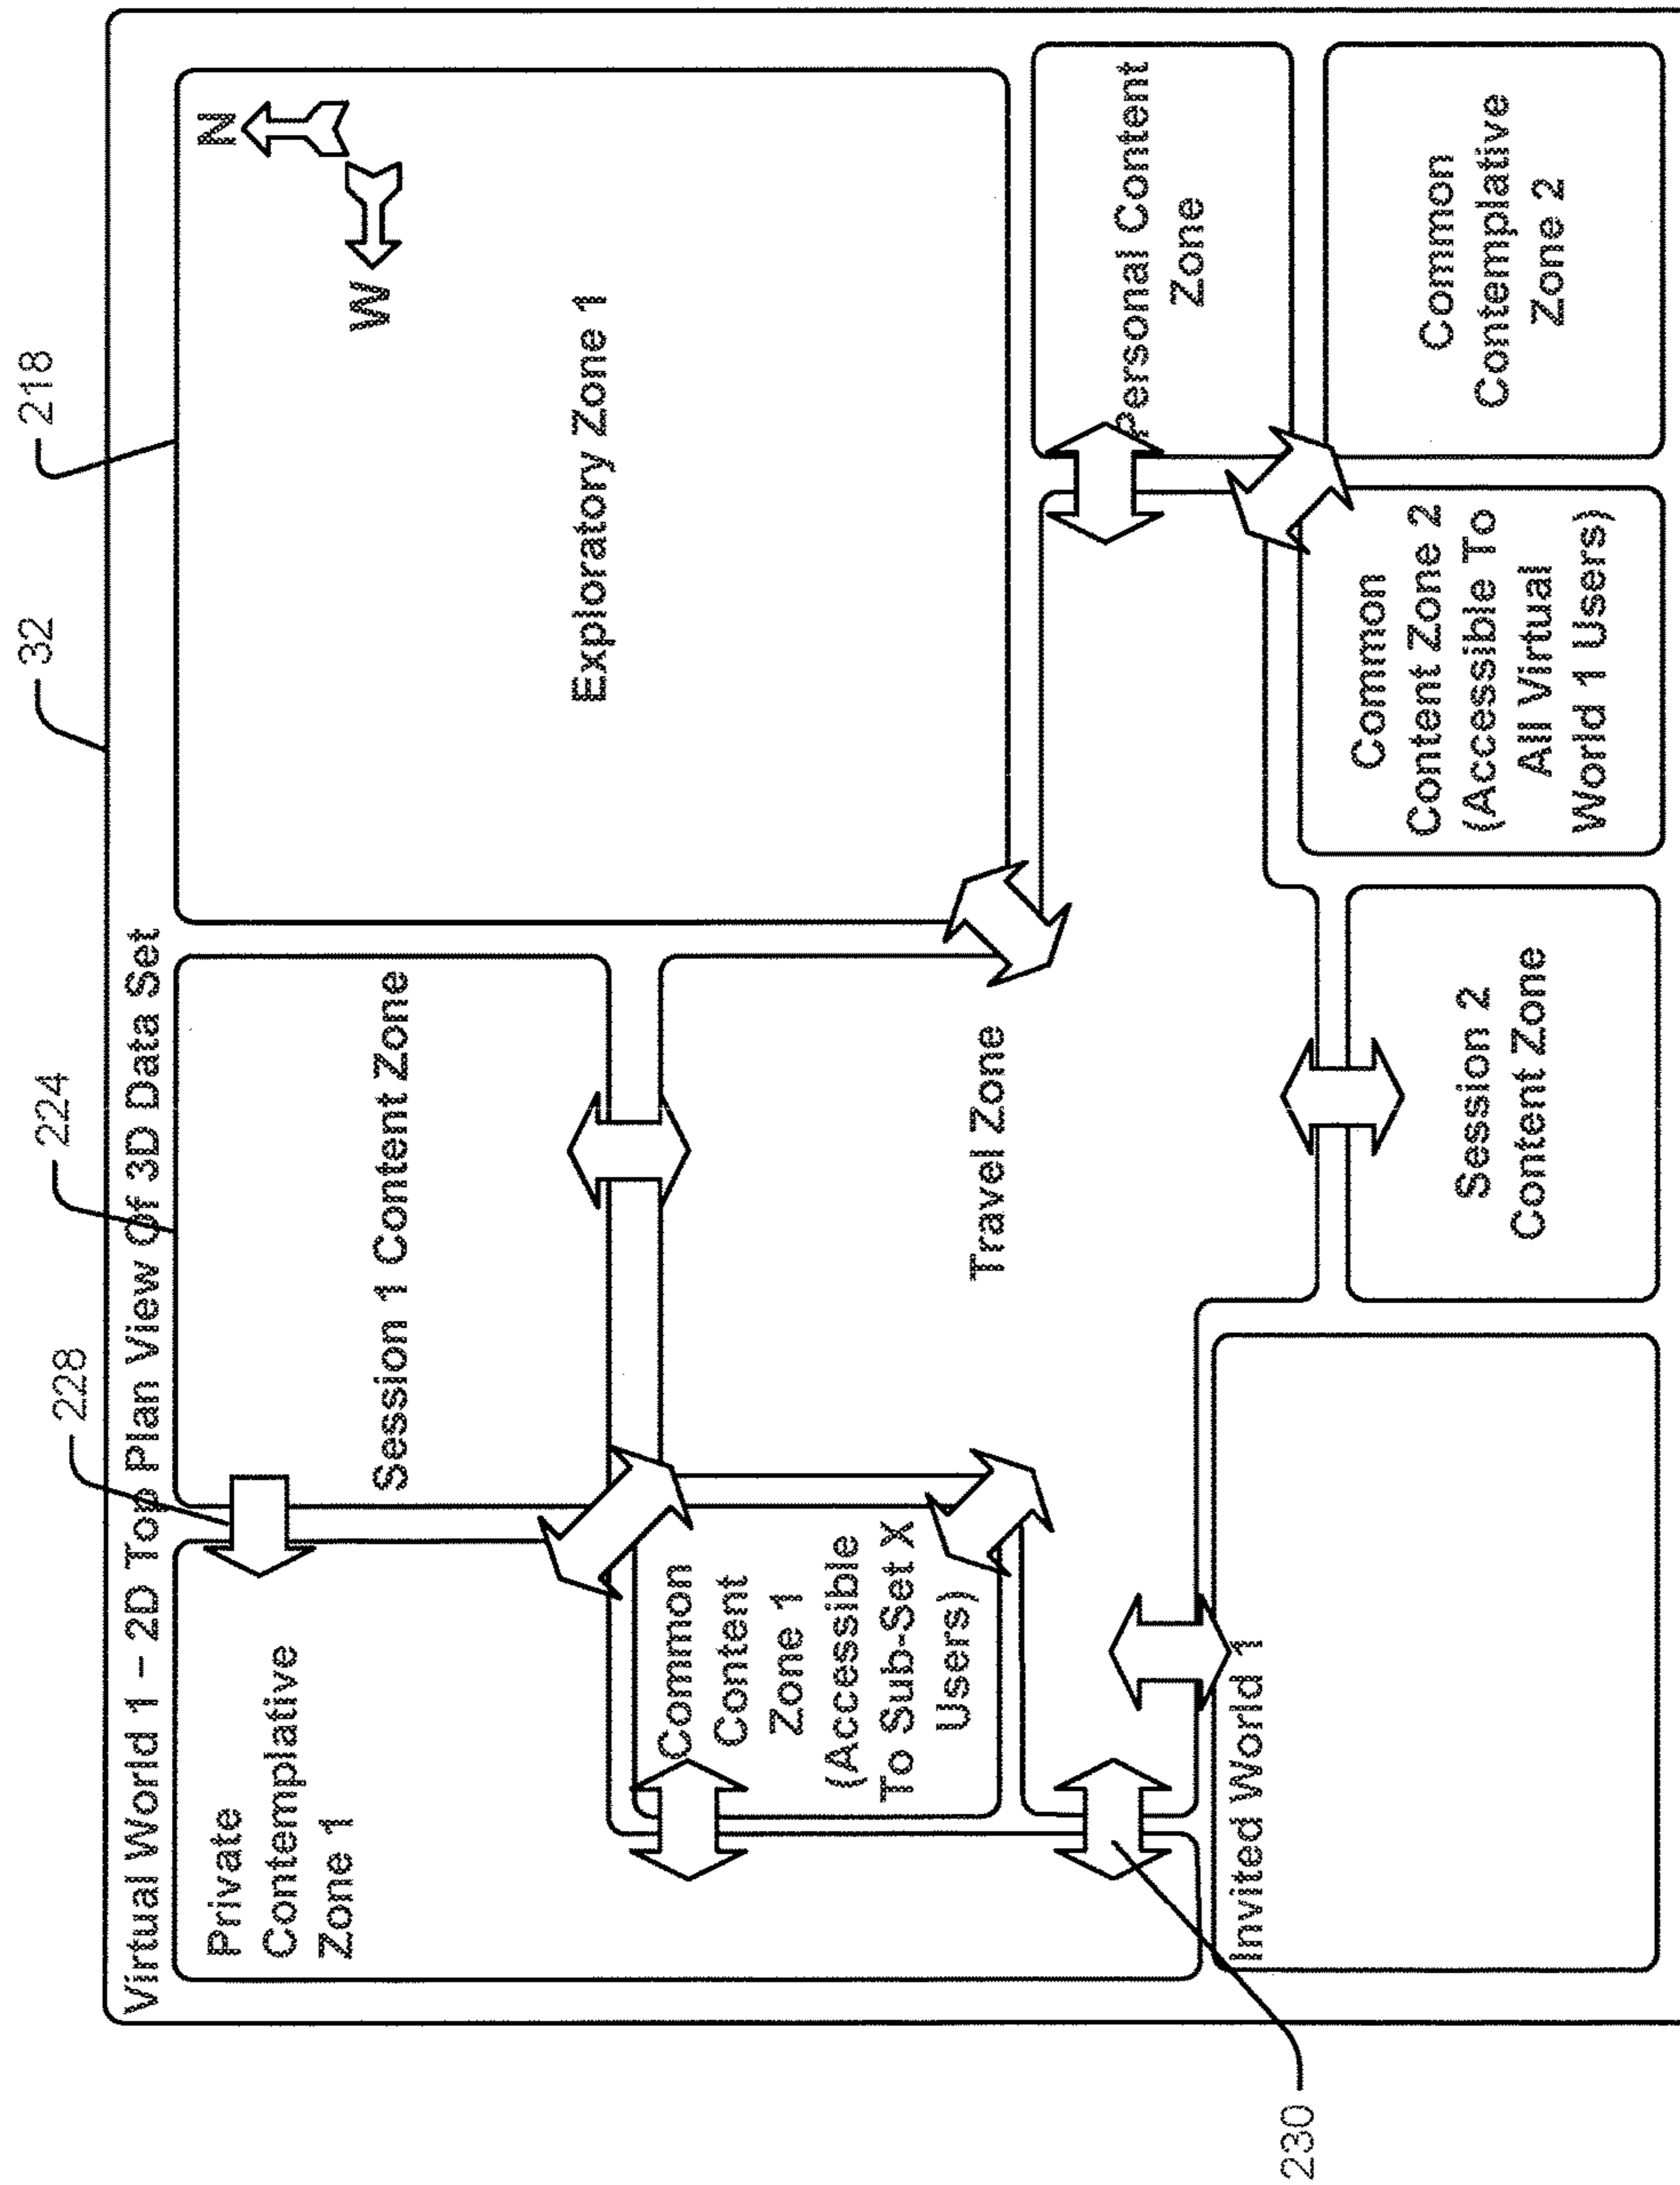 228
224
32
218
Virtual World 1 – 2D Top Plan View Of 3D Data Set
Private
Contemplative
Zone 1
Session 1 Content Zone
N
W
Exploratory Zone 1
Common
Content
Zone 1
(Accessible
To Sub-Set X
Users)
Travel Zone
Personal Content
Zone
230
Invited World 1
Session 2
Content Zone
Common
Content Zone 2
(Accessible To
All Virtual
World 1 Users)
Common
Contemplative
Zone 2